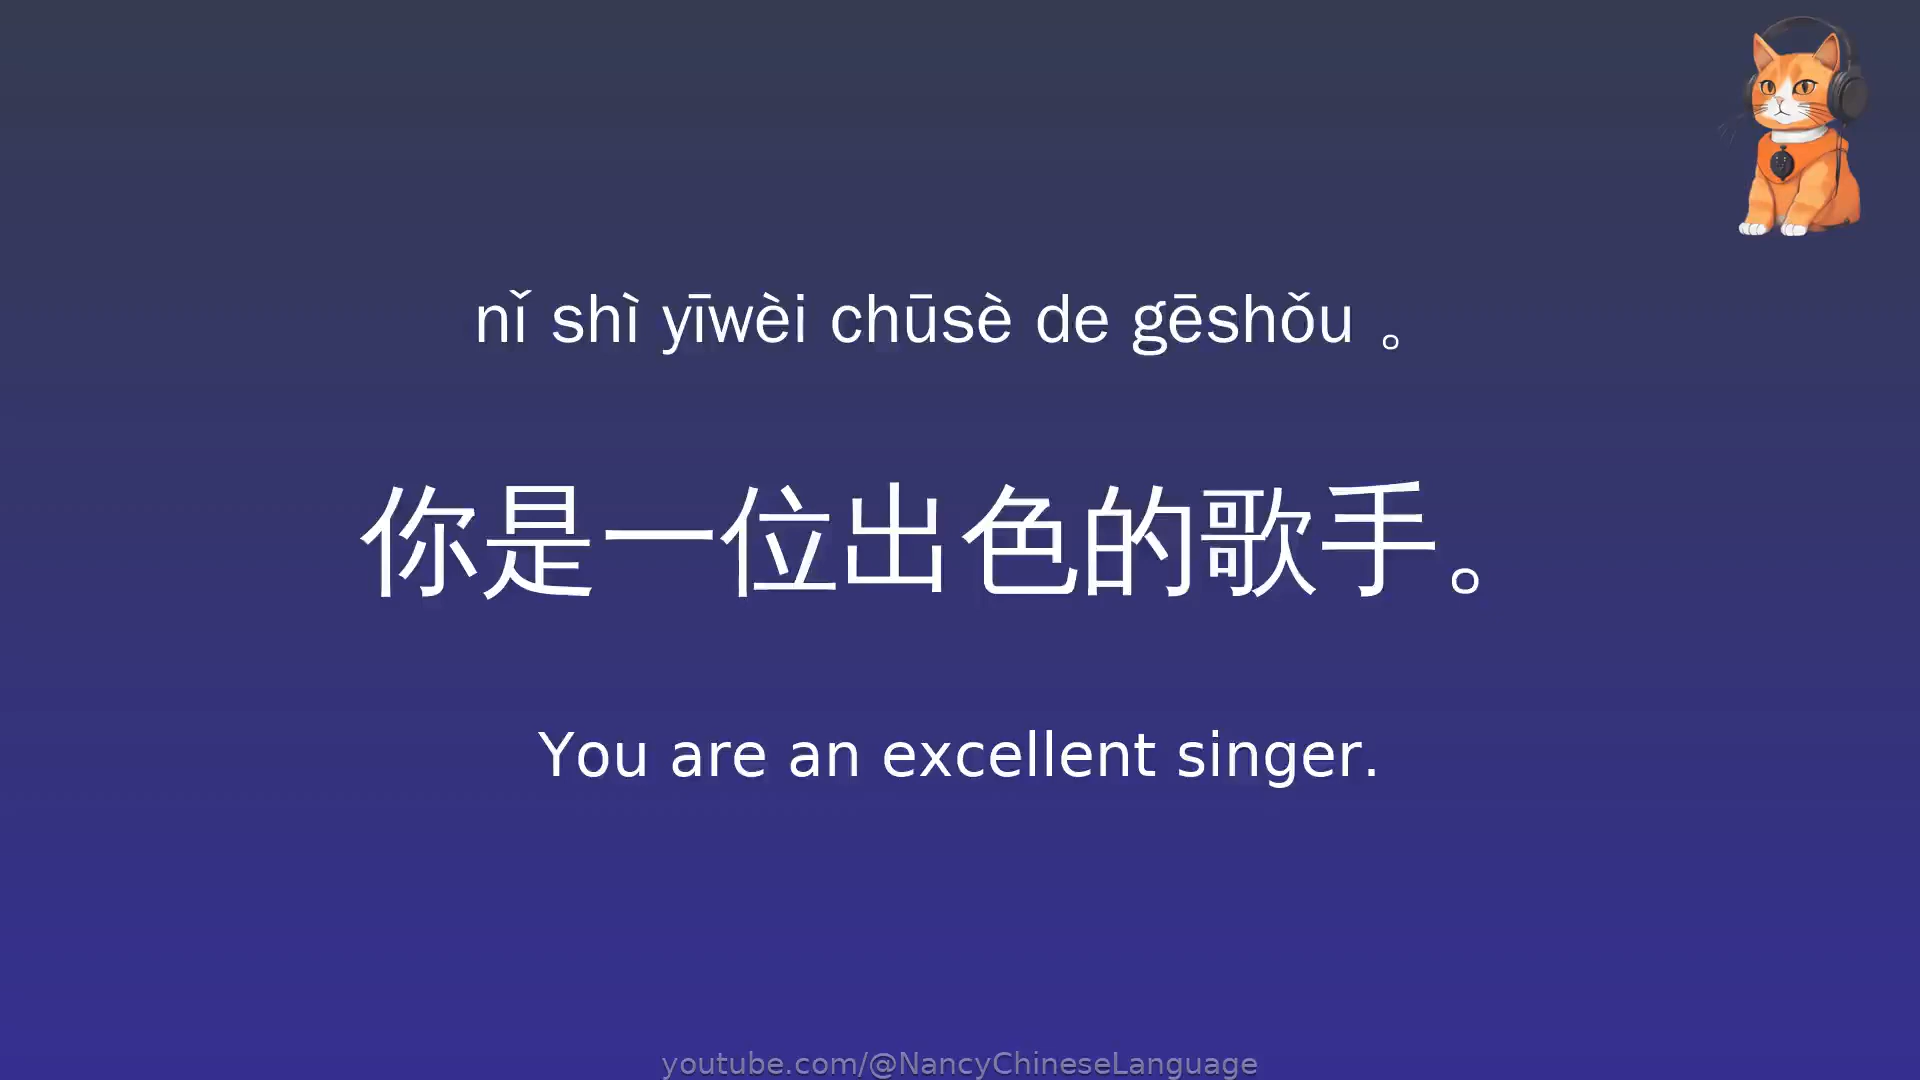 nǐ shì yīwèi chūsè de gēshǒu 。
你是一位出色的歌手。
You are an excellent singer.
youtube.com/@NancyChineseLanguage